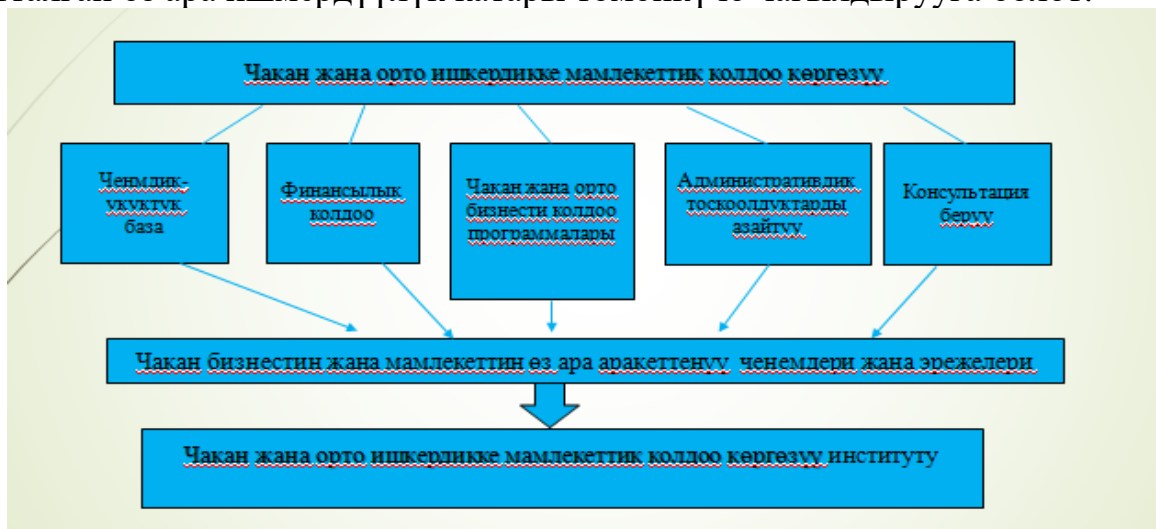 Чакан жана орто ишкердикке мамлекеттик колдоо көргөзүү
Ченмдик-
укуктук
база
Финансылык
колдоо
Чакан жана орто
бизнести колдоо
программалары
Административдик
тоскоолдуктарды
азайтуу
Консультация
берүү
Чакан бизнестин жана мамлекеттин өз ара аракеттенүү ченемдери жана эрежелери
Чакан жана орто ишкердикке мамлекеттик колдоо көргөзүү институту